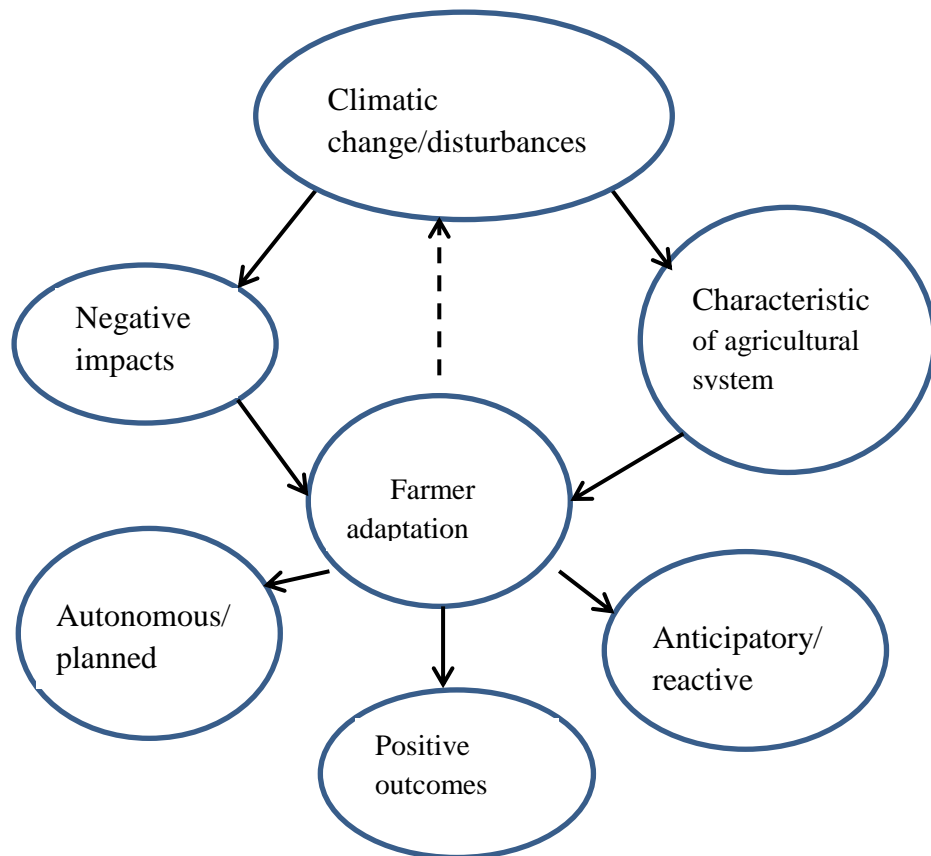 Climatic
change/disturbances
Negative
impacts
Characteristic
of agricultural
system
Farmer
adaptation
Autonomous/
planned
Anticipatory/
reactive
Positive
outcomes